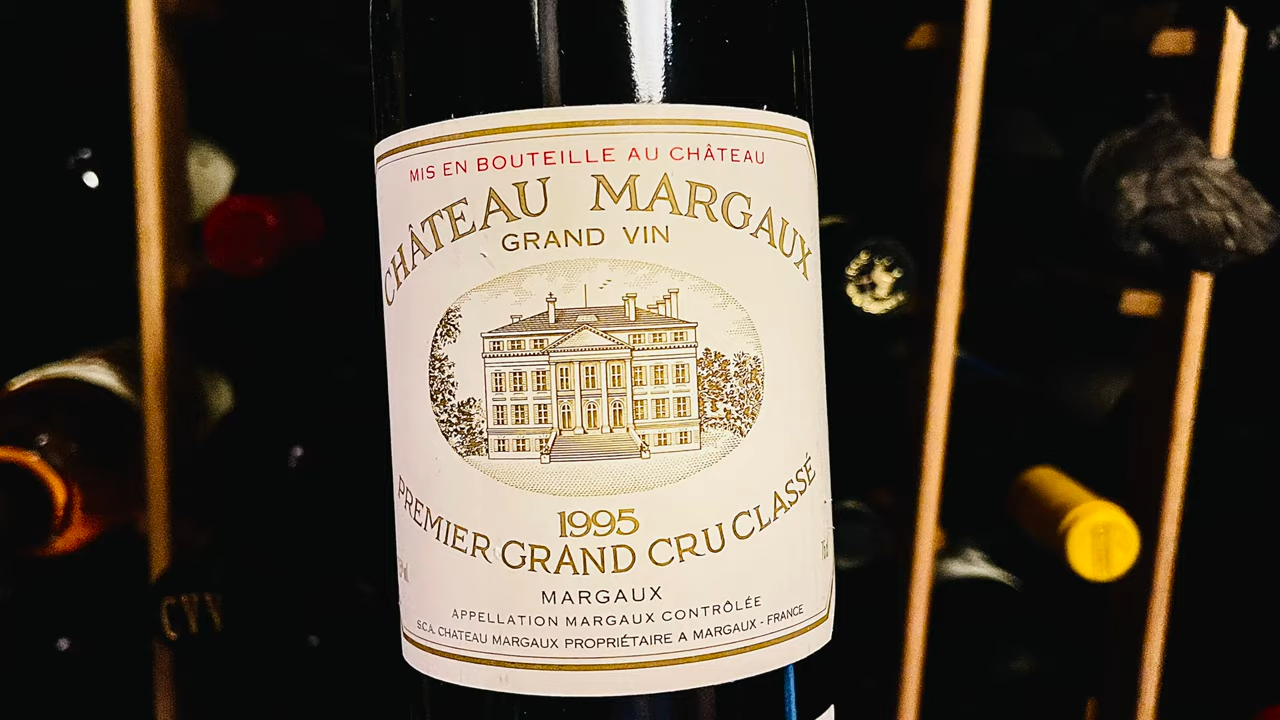 MIS EN BOUTEILLE AU CHÂTEAU
CHÂTEAU MARGAUX
GRAND VIN
1995
PREMIER GRAND CRU CLASSÉ
MARGAUX
APPELLATION MARGAUX CONTRÔLÉE
S.C.A. CHATEAU MARGAUX PROPRIÉTAIRE A MARGAUX - FRANCE